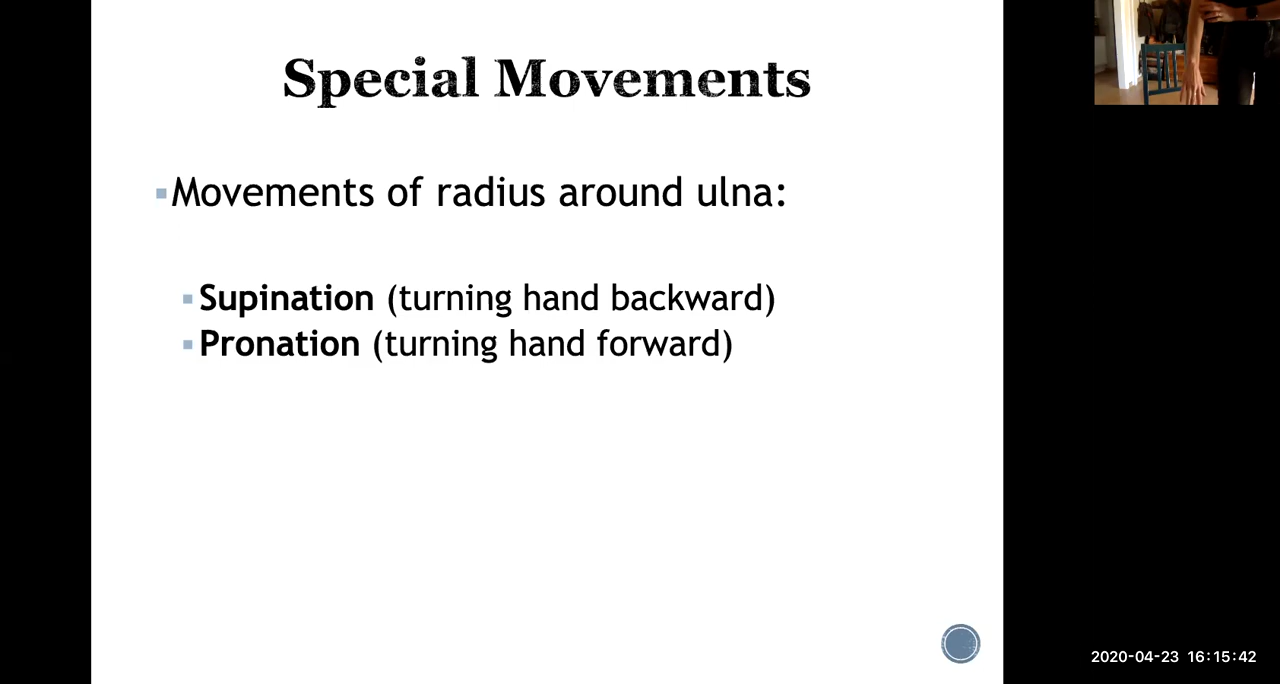 Special Movements
Movements of radius around ulna:
Supination (turning hand backward)
Pronation (turning hand forward)
2020-04-23 16:15:42